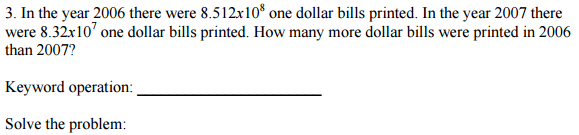 3. In the year 2006 there were 8.512x10⁸ one dollar bills printed. In the year 2007 there
were 8.32x10⁷ one dollar bills printed. How many more dollar bills were printed in 2006
than 2007?
Keyword operation: ____________________
Solve the problem: